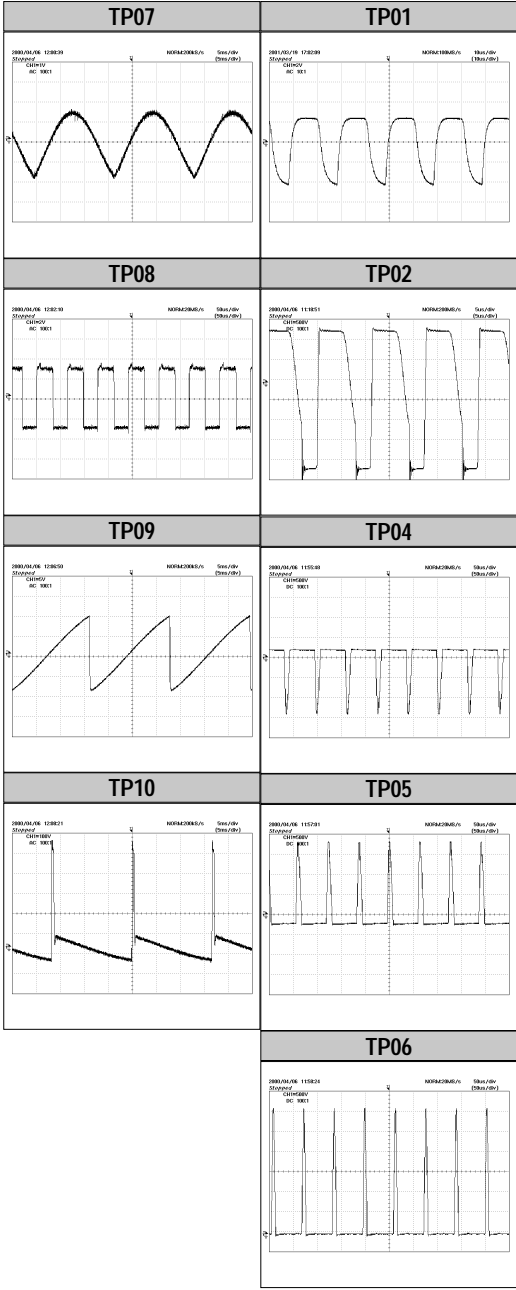 TP07
2000/04/06 12:00:39
Stopped
NORM:200kS/s
5ms/div
(5ms/div)
CH1=1V
AC 100:1
TP01
2001/03/19 17:02:09
Stopped
NORM:100MS/s
10us/div
(10us/div)
CH1=2V
AC 10:1
TP08
2000/04/06 12:02:10
Stopped
NORM:20MS/s
50us/div
(50us/div)
CH1=2V
AC 100:1
TP02
2000/04/06 11:18:51
Stopped
NORM:200MS/s
5us/div
(5us/div)
CH1=500V
AC 100:1
TP09
2000/04/06 12:06:50
Stopped
NORM:200kS/s
5ms/div
(5ms/div)
CH1=5V
AC 100:1
TP04
2000/04/06 11:55:48
Stopped
NORM:20MS/s
50us/div
(50us/div)
CH1=500V
AC 100:1
TP10
2000/04/06 12:08:21
Stopped
NORM:200kS/s
5ms/div
(5ms/div)
CH1=100V
AC 100:1
TP05
2000/04/06 11:57:01
Stopped
NORM:20MS/s
50us/div
(50us/div)
CH1=500V
DC 100:1
TP06
2000/04/06 11:58:24
Stopped
NORM:20MS/s
50us/div
(50us/div)
CH1=500V
DC 100:1